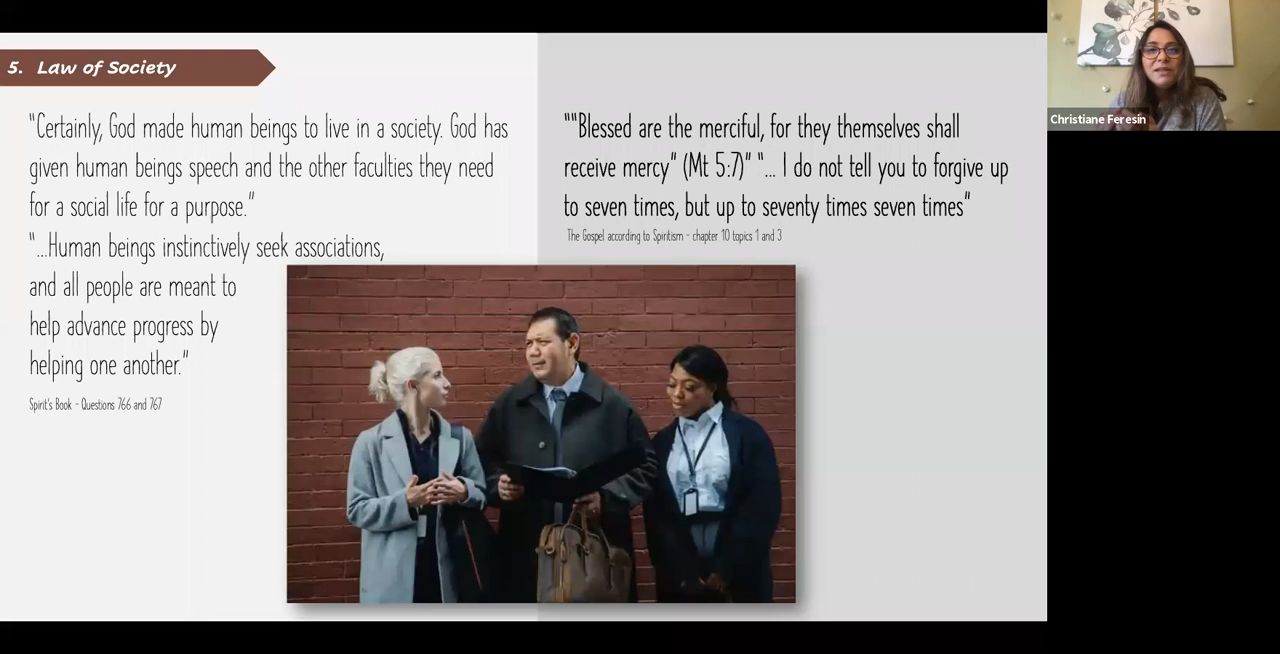 5. Law of Society
"Certainly, God made human beings to live in a society. God has
given human beings speech and the other faculties they need
for a social life for a purpose."
"...Human beings instinctively seek associations,
and all people are meant to
help advance progress by
helping one another."
Spirit's Book - Questions 766 and 767
""Blessed are the merciful, for they themselves shall
receive mercy" (Mt 5:7)" "... I do not tell you to forgive up
to seven times, but up to seventy times seven times"
The Gospel according to Spiritism - chapter 10 topics 1 and 3
Christiane Feresin